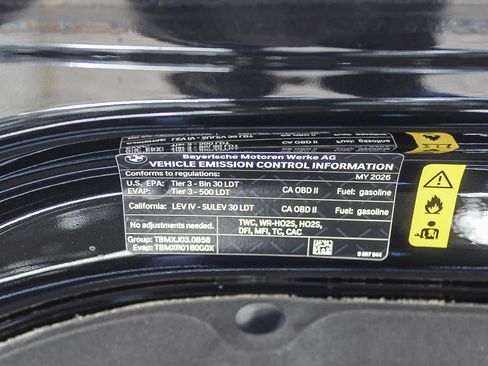 Bayerische Motoren Werke AG
VEHICLE EMISSION CONTROL INFORMATION
Conforms to regulations: MY 2026
U.S. EPA: Tier 3 - Bin 30 LDT CA OBD II Fuel: gasoline
EVAP: Tier 3 - 500 LDT
California: LEV IV - SULEV 30 LDT CA OBD II Fuel: gasoline
No adjustments needed. TWC, WR-HO2S, HO2S,
DFI, MFI, TC, CAC
Group: TBMXJ03.0B58
Evap: TBMXR0180G0X